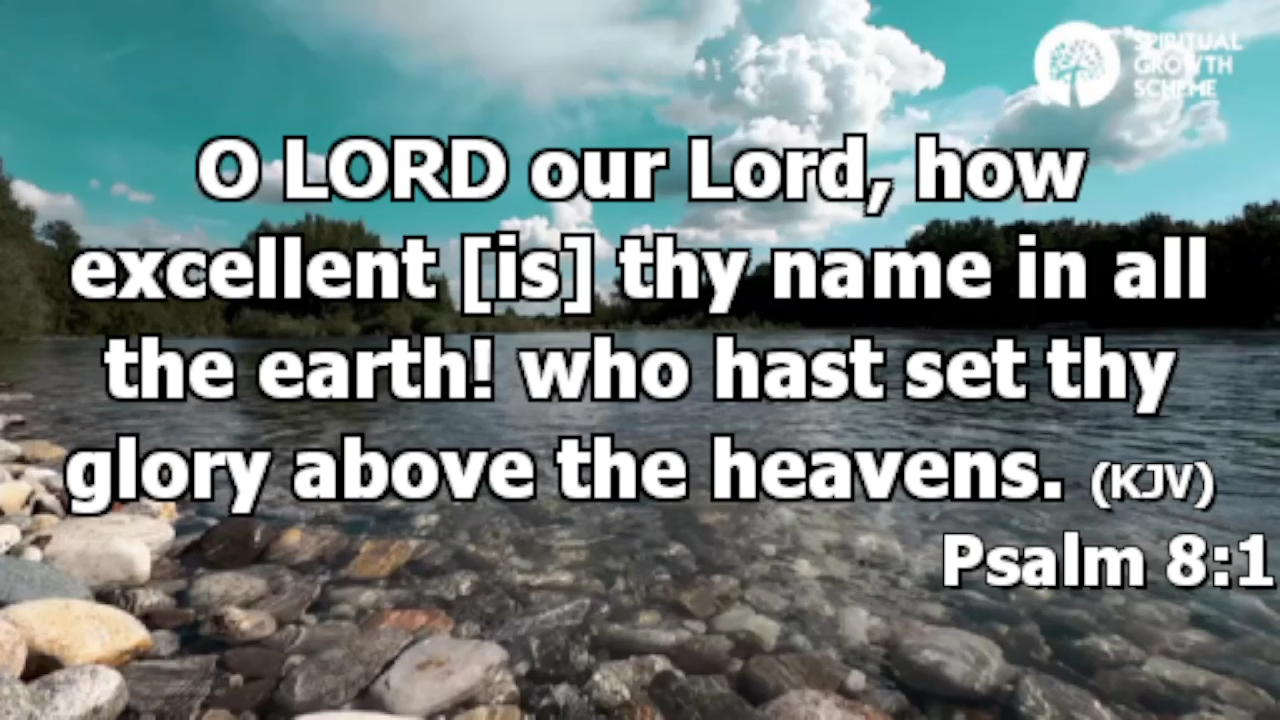 SPIRITUAL
GROWTH
SCHEME
O LORD our Lord, how
excellent [is] thy name in all
the earth! who hast set thy
glory above the heavens. (KJV)
Psalm 8:1